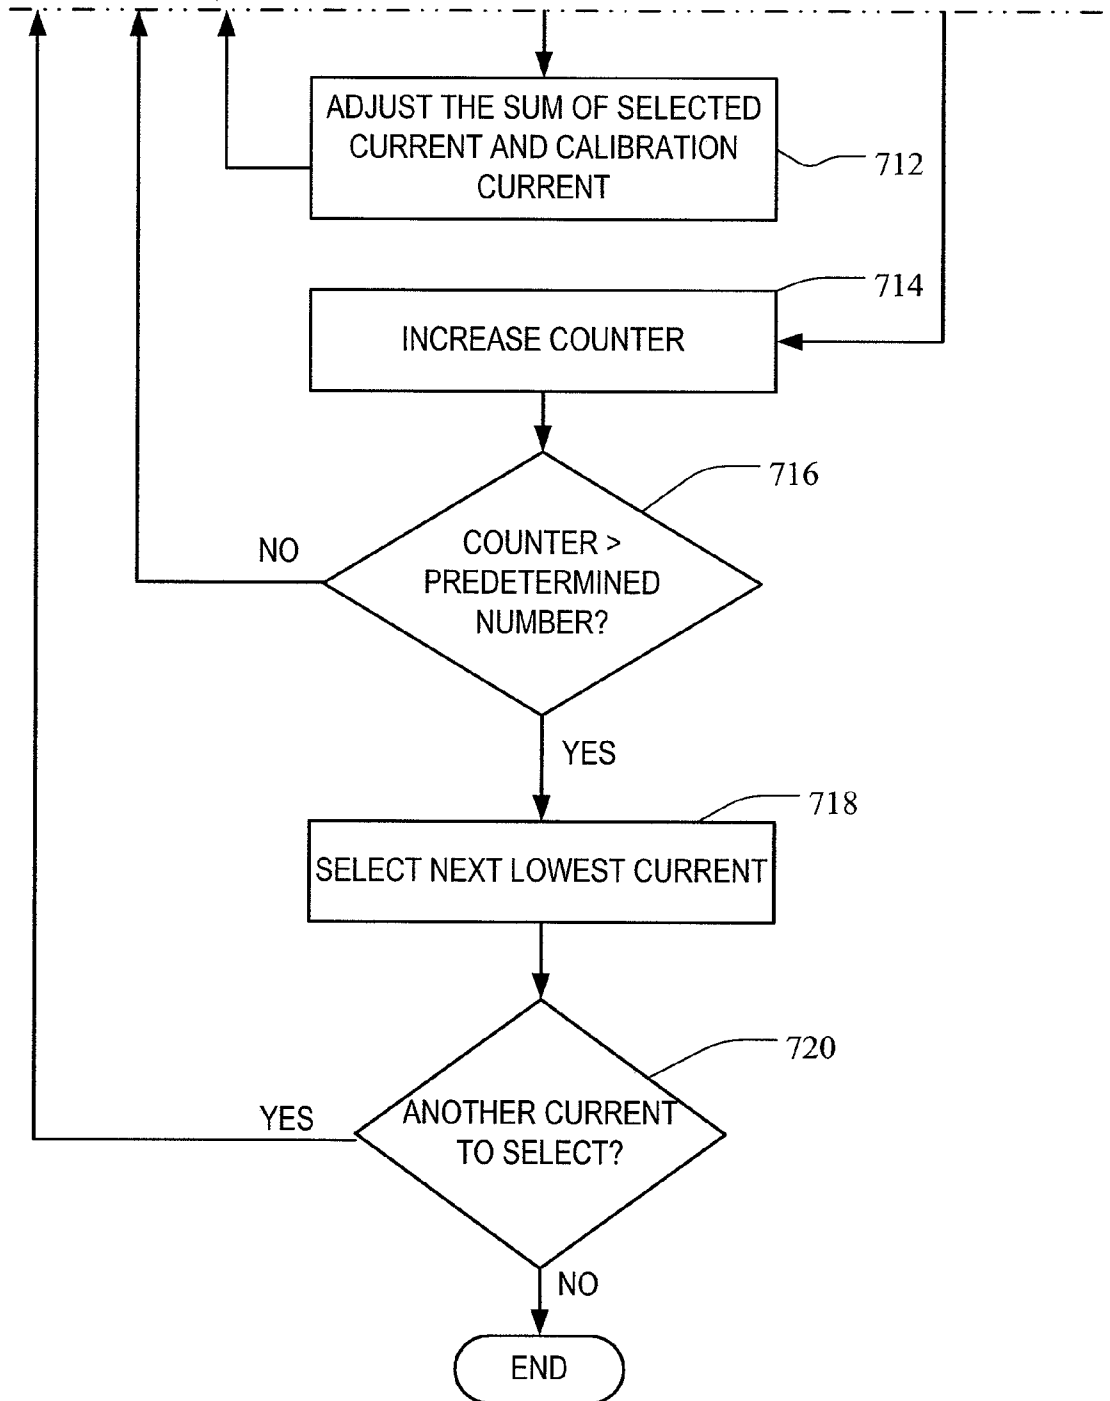 ADJUST THE SUM OF SELECTED
CURRENT AND CALIBRATION
CURRENT
712
714
INCREASE COUNTER
716
NO
COUNTER >
PREDETERMINED
NUMBER?
YES
718
SELECT NEXT LOWEST CURRENT
720
YES
ANOTHER CURRENT
TO SELECT?
NO
END